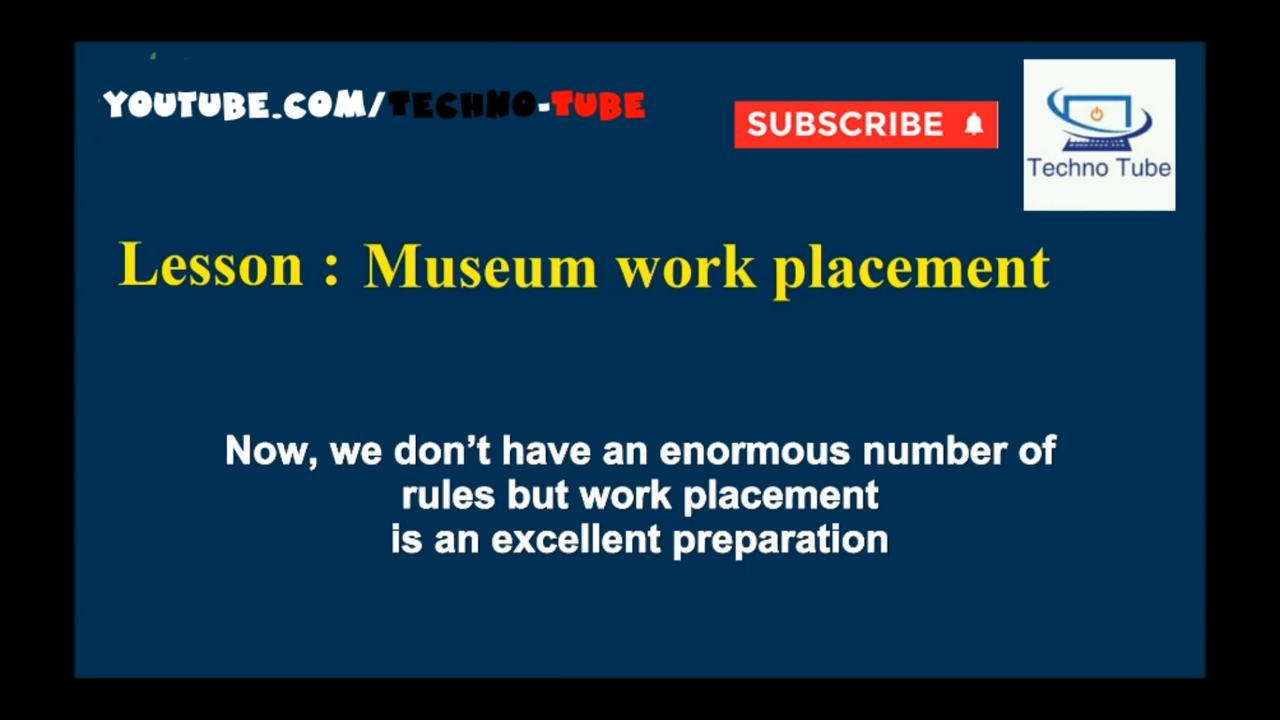 YOUTUBE.COM/TECHNO-TUBE
SUBSCRIBE
Techno Tube
Lesson : Museum work placement
Now, we don’t have an enormous number of
rules but work placement
is an excellent preparation